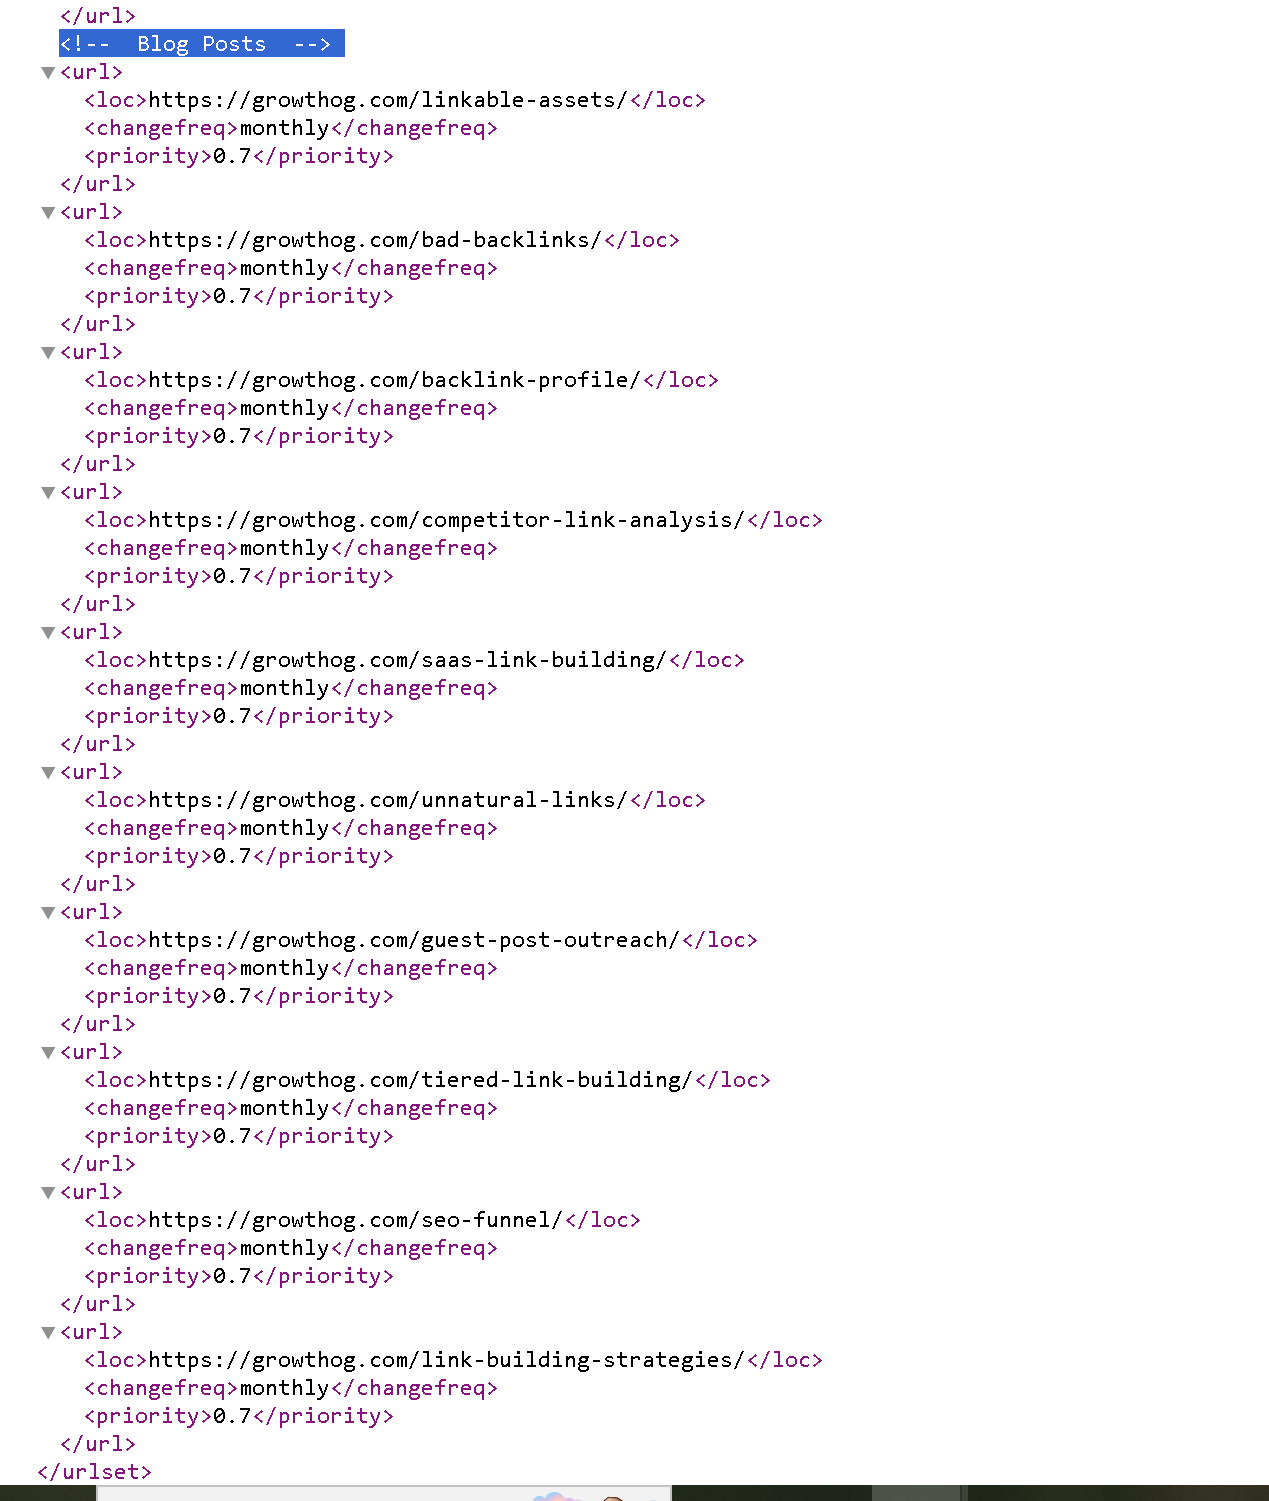 </url>
<!--  Blog Posts  -->
▼<url>
<loc>https://growthog.com/linkable-assets/</loc>
<changefreq>monthly</changefreq>
<priority>0.7</priority>
</url>
▼<url>
<loc>https://growthog.com/bad-backlinks/</loc>
<changefreq>monthly</changefreq>
<priority>0.7</priority>
</url>
▼<url>
<loc>https://growthog.com/backlink-profile/</loc>
<changefreq>monthly</changefreq>
<priority>0.7</priority>
</url>
▼<url>
<loc>https://growthog.com/competitor-link-analysis/</loc>
<changefreq>monthly</changefreq>
<priority>0.7</priority>
</url>
▼<url>
<loc>https://growthog.com/saas-link-building/</loc>
<changefreq>monthly</changefreq>
<priority>0.7</priority>
</url>
▼<url>
<loc>https://growthog.com/unnatural-links/</loc>
<changefreq>monthly</changefreq>
<priority>0.7</priority>
</url>
▼<url>
<loc>https://growthog.com/guest-post-outreach/</loc>
<changefreq>monthly</changefreq>
<priority>0.7</priority>
</url>
▼<url>
<loc>https://growthog.com/tiered-link-building/</loc>
<changefreq>monthly</changefreq>
<priority>0.7</priority>
</url>
▼<url>
<loc>https://growthog.com/seo-funnel/</loc>
<changefreq>monthly</changefreq>
<priority>0.7</priority>
</url>
▼<url>
<loc>https://growthog.com/link-building-strategies/</loc>
<changefreq>monthly</changefreq>
<priority>0.7</priority>
</url>
</urlset>